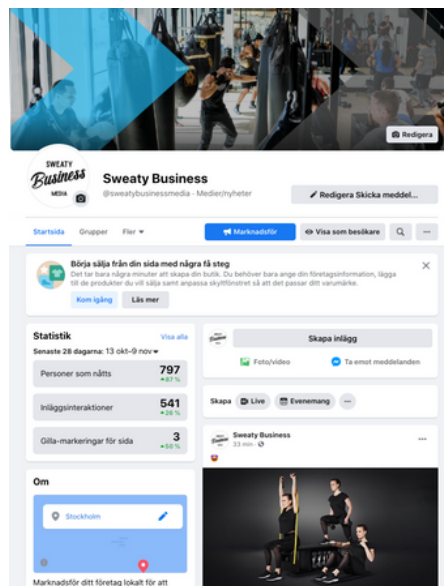 Redigera
SWEATY
Business
MEDIA
Sweaty Business
@sweatybusinessmedia · Medier/nyheter
Redigera Skicka meddel...
Startsida Grupper Fler
Marknadsför
Visa som besökare
Börja sälja från din sida med några få steg
Det tar bara några minuter att skapa din butik. Du behöver bara ange din företagsinformation, lägga
till de produkter du vill sälja samt anpassa skyltfönstret så att det passar ditt varumärke.
Kom igång Läs mer
Statistik Visa alla
Senaste 28 dagarna: 13 okt–9 nov
Personer som nåtts 797
Inläggsinteraktioner 541
Gilla-markeringar för sida 3
+50 %
Om
Stockholm
Marknadsför ditt företag lokalt för att
Skapa inlägg
Foto/video Ta emot meddelanden
Skapa Live Evenemang
Sweaty Business
33 min